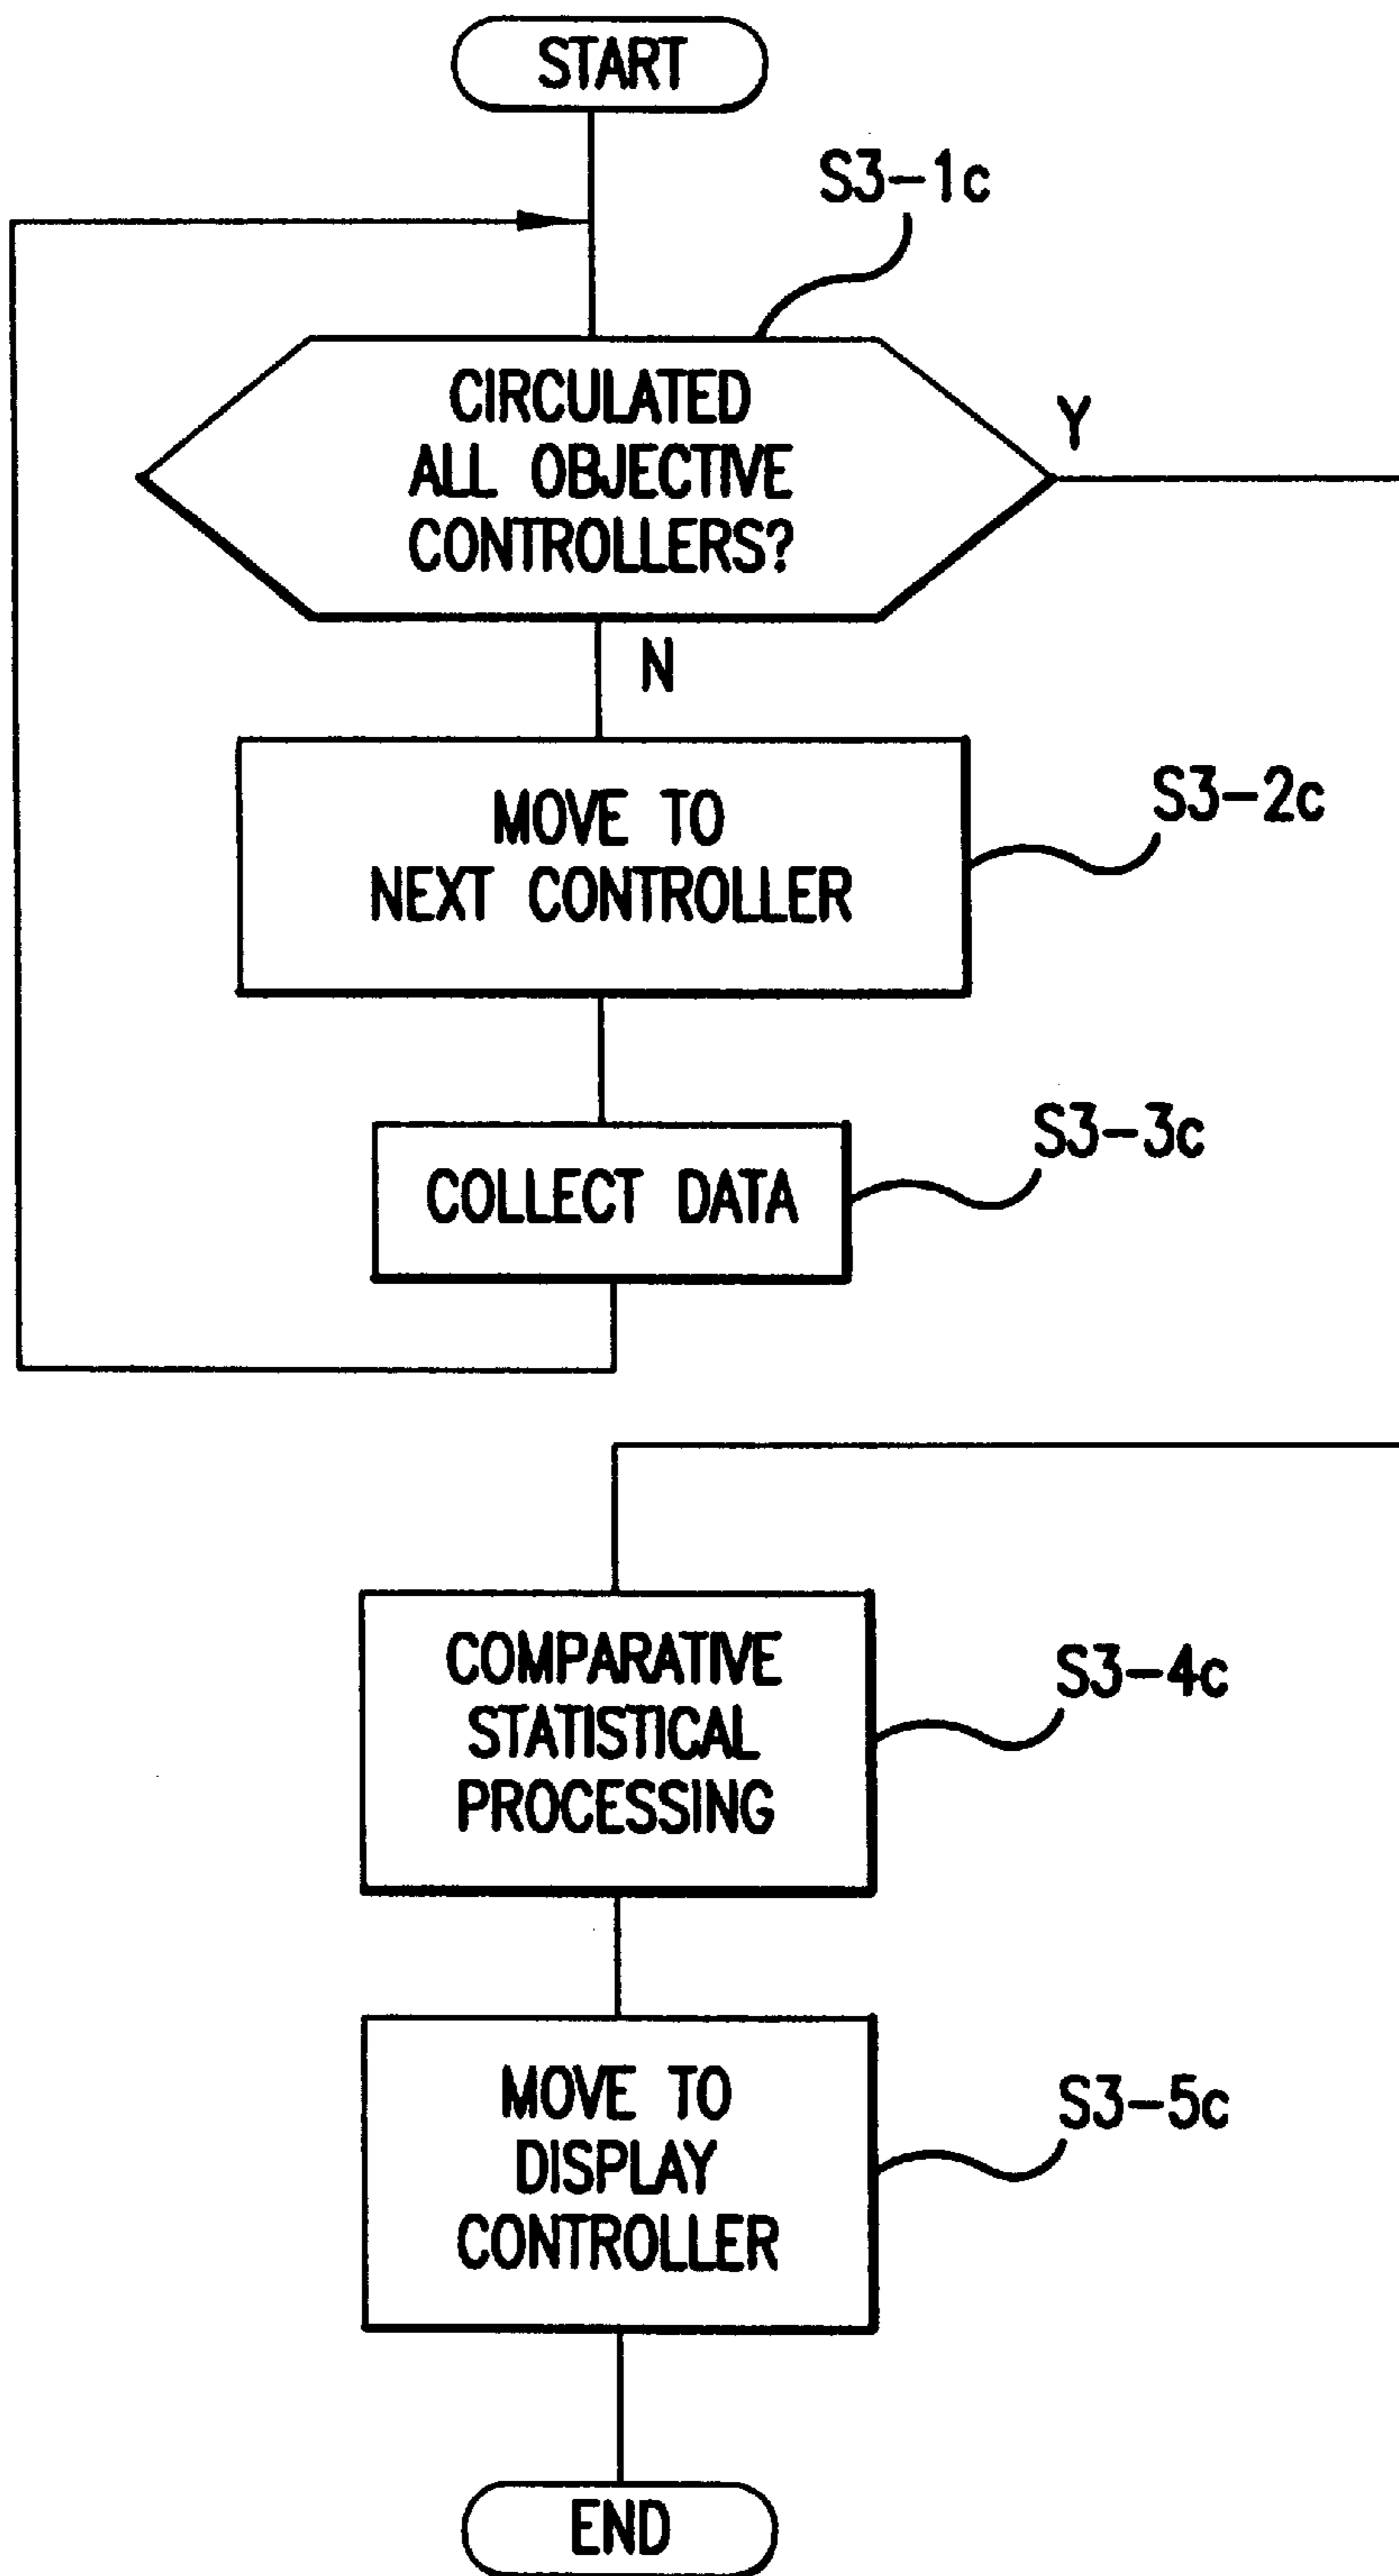 START
S3-1c
CIRCULATED
ALL OBJECTIVE
CONTROLLERS?
Y
N
MOVE TO
NEXT CONTROLLER
S3-2c
COLLECT DATA
S3-3c
COMPARATIVE
STATISTICAL
PROCESSING
S3-4c
MOVE TO
DISPLAY
CONTROLLER
S3-5c
END